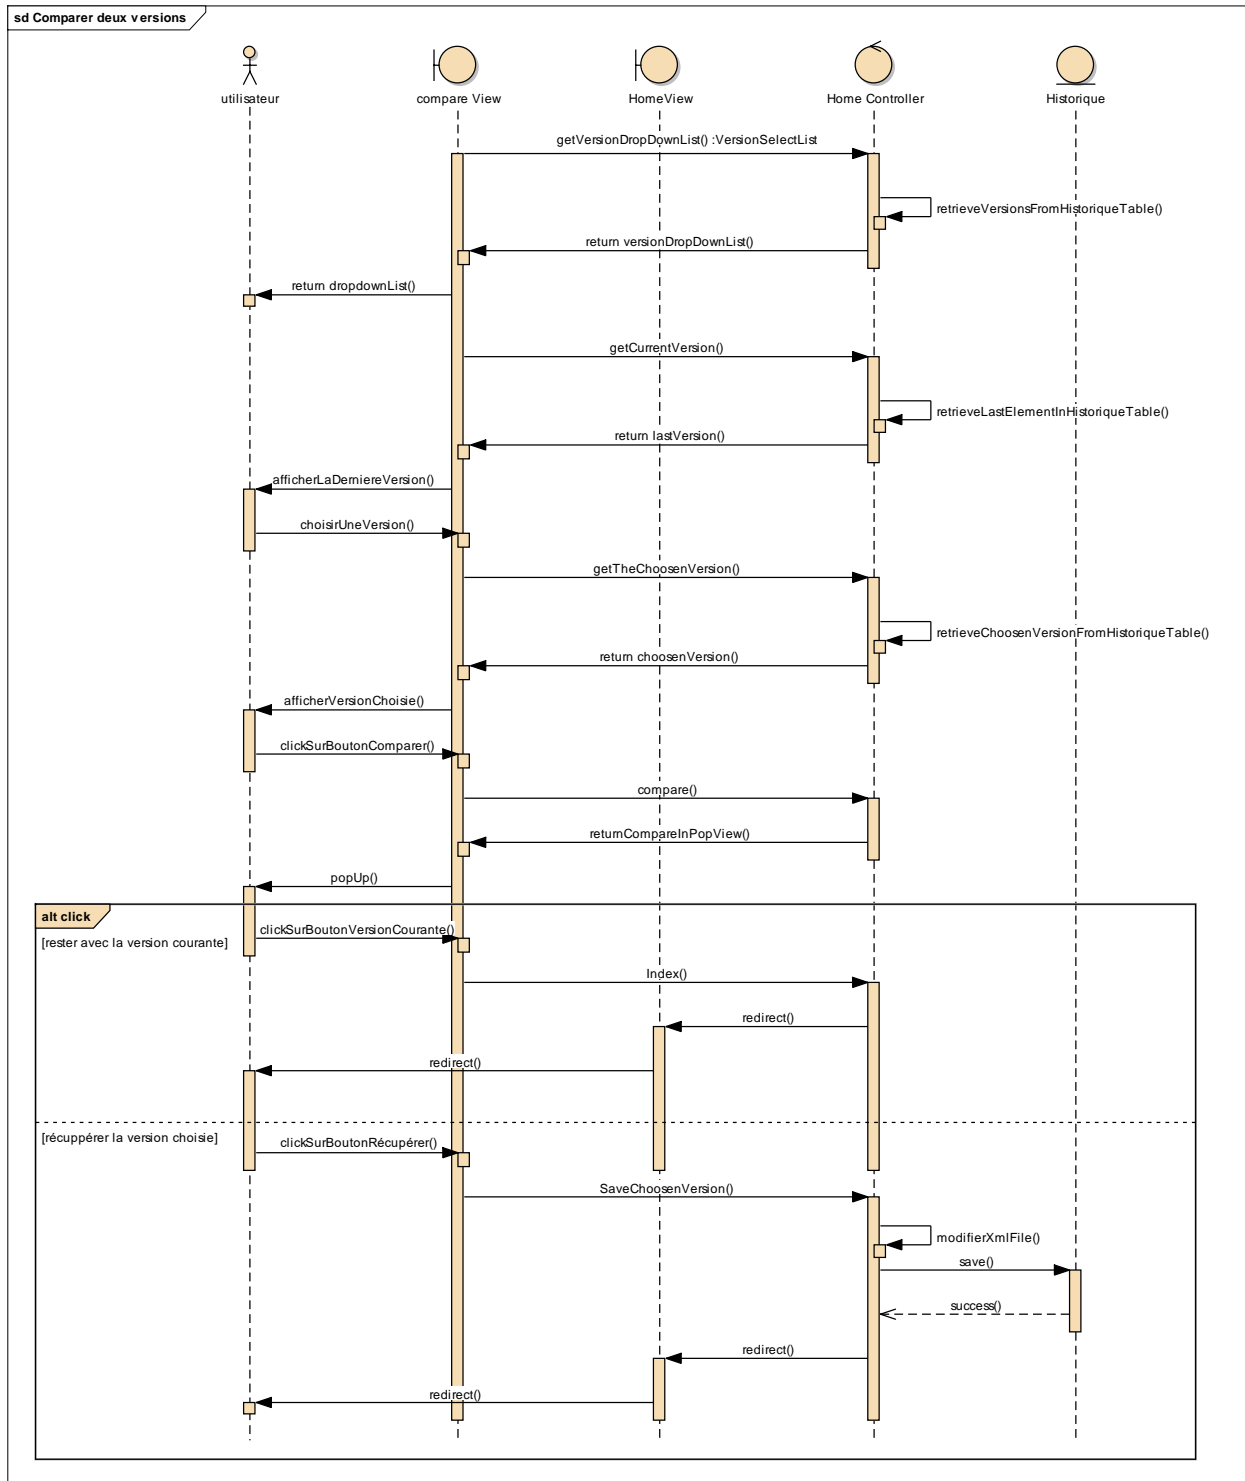 sd Comparer deux versions
utilisateur
compare View
HomeView
Home Controller
Historique
getVersionDropDownList() :VersionSelectList
retrieveVersionsFromHistoriqueTable()
return versionDropDownList()
return dropdownList()
getCurrentVersion()
retrieveLastElementInHistoriqueTable()
return lastVersion()
afficherLaDerniereVersion()
choisirUneVersion()
getTheChoosenVersion()
retrieveChoosenVersionFromHistoriqueTable()
return choosenVersion()
afficherVersionChoisie()
clickSurBoutonComparer()
compare()
returnCompareInPopView()
popUp()
alt click
[rester avec la version courante]
clickSurBoutonVersionCourante()
Index()
redirect()
redirect()
[récuppérer la version choisie]
clickSurBoutonRécupérer()
SaveChoosenVersion()
modifierXmlFile()
save()
success()
redirect()
redirect()